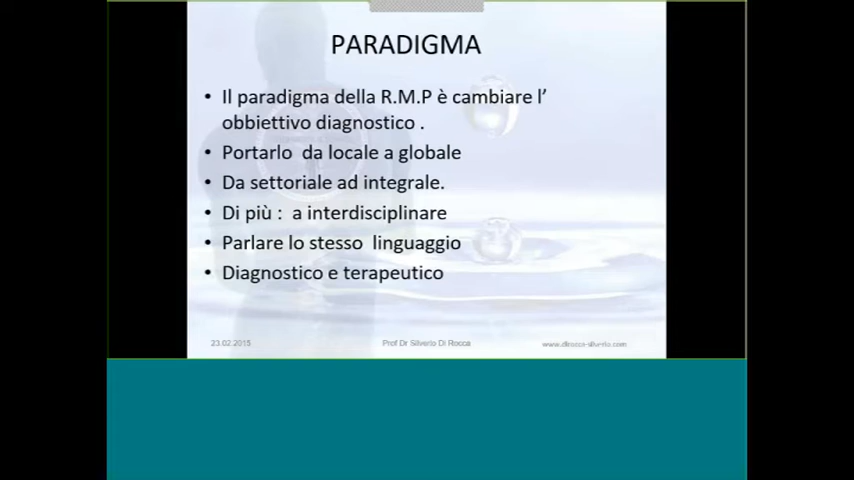 PARADIGMA
• Il paradigma della R.M.P è cambiare l’
obbiettivo diagnostico .
• Portarlo da locale a globale
• Da settoriale ad integrale.
• Di più : a interdisciplinare
• Parlare lo stesso linguaggio
• Diagnostico e terapeutico
23.02.2015 Prof Dr Silverio Di Rocca